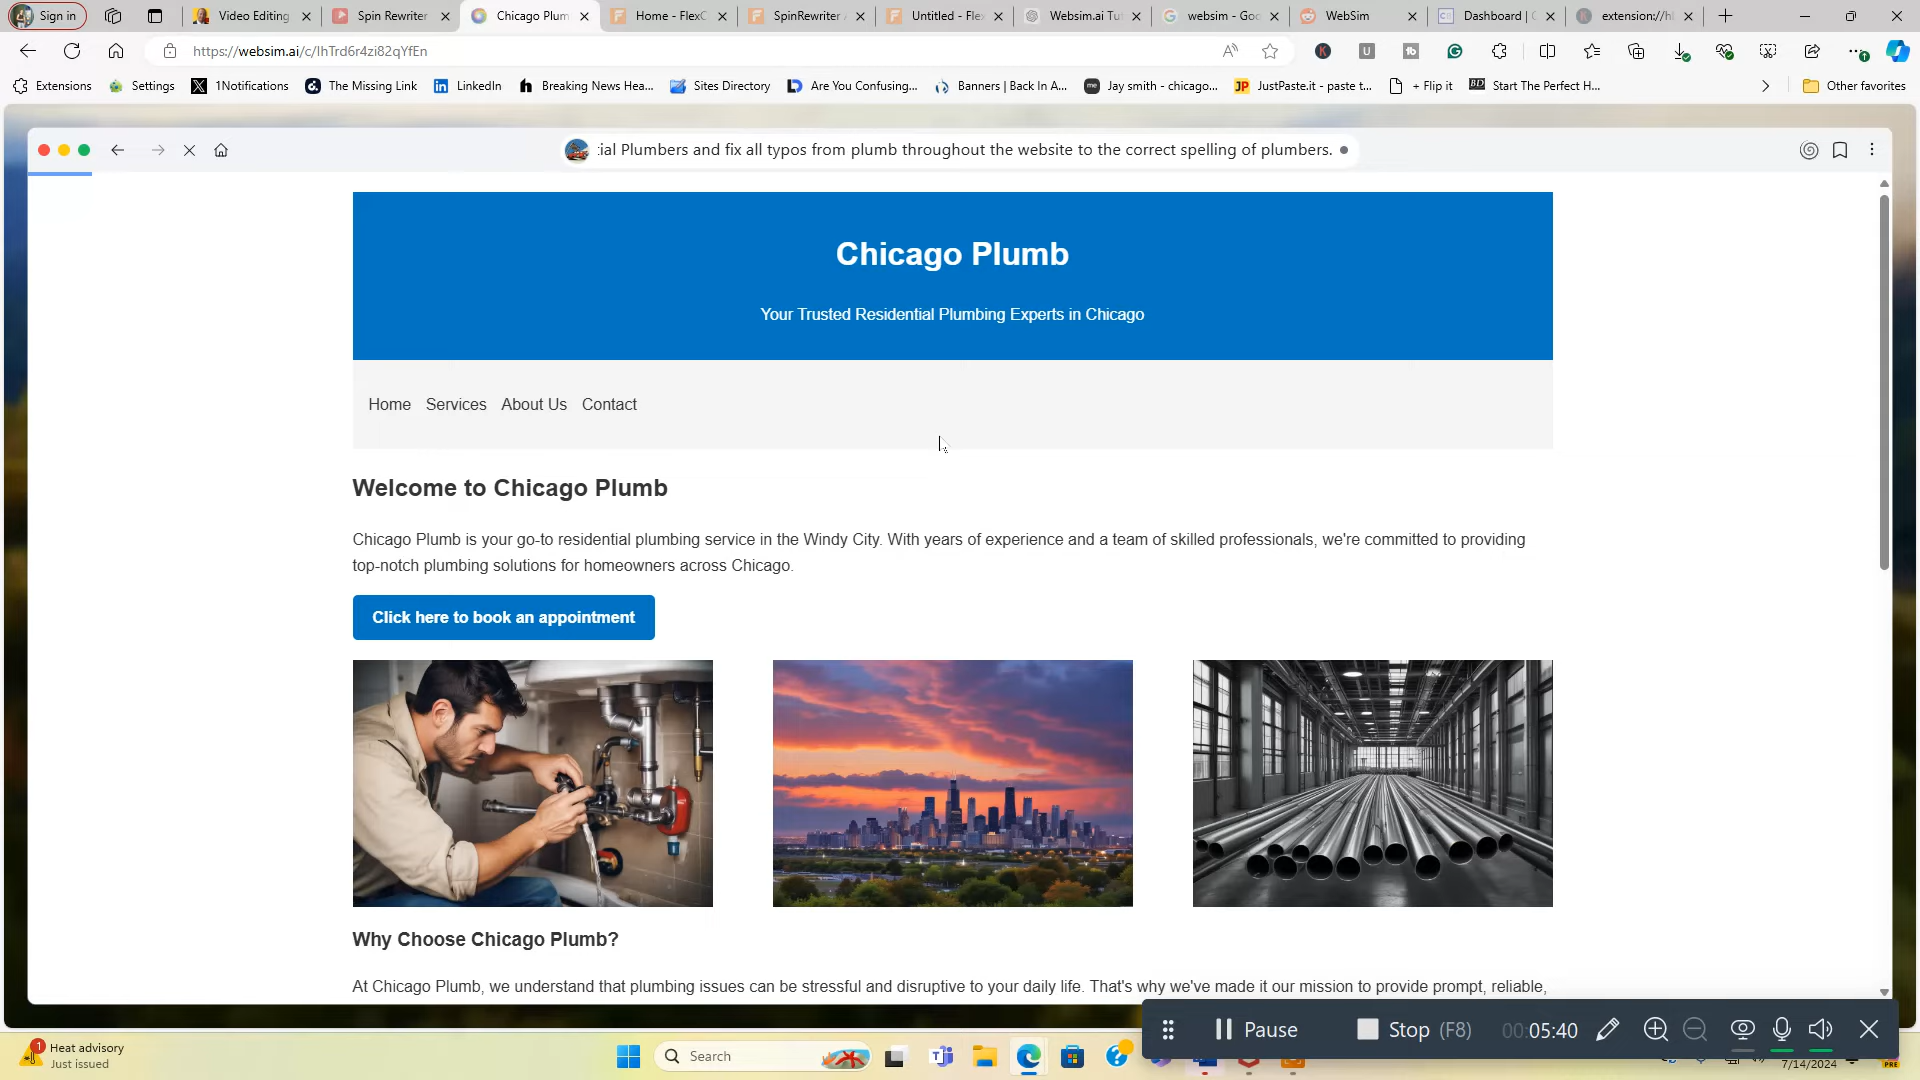 Sign in
Video Editing
Spin Rewriter
Chicago Plum
Home - FlexC
SpinRewriter
Untitled - Flex
Websim.ai Tu
websim - Goo
WebSim
Dashboard |
extension://h
https://websim.ai/c/IhTrd6r4zi82qYfEn
Extensions
Settings
1Notifications
The Missing Link
LinkedIn
Breaking News Hea...
Sites Directory
Are You Confusing...
Banners | Back In A...
Jay smith - chicago...
JustPaste.it - paste t...
+ Flip it
Start The Perfect H...
Other favorites
ial Plumbers and fix all typos from plumb throughout the website to the correct spelling of plumbers.
Chicago Plumb
Your Trusted Residential Plumbing Experts in Chicago
Home Services About Us Contact
Welcome to Chicago Plumb
Chicago Plumb is your go-to residential plumbing service in the Windy City. With years of experience and a team of skilled professionals, we're committed to providing
top-notch plumbing solutions for homeowners across Chicago.
Click here to book an appointment
Why Choose Chicago Plumb?
At Chicago Plumb, we understand that plumbing issues can be stressful and disruptive to your daily life. That's why we've made it our mission to provide prompt, reliable,
Pause
Stop (F8)
00:05:40
1
Heat advisory
Just issued
Search
7/14/2024